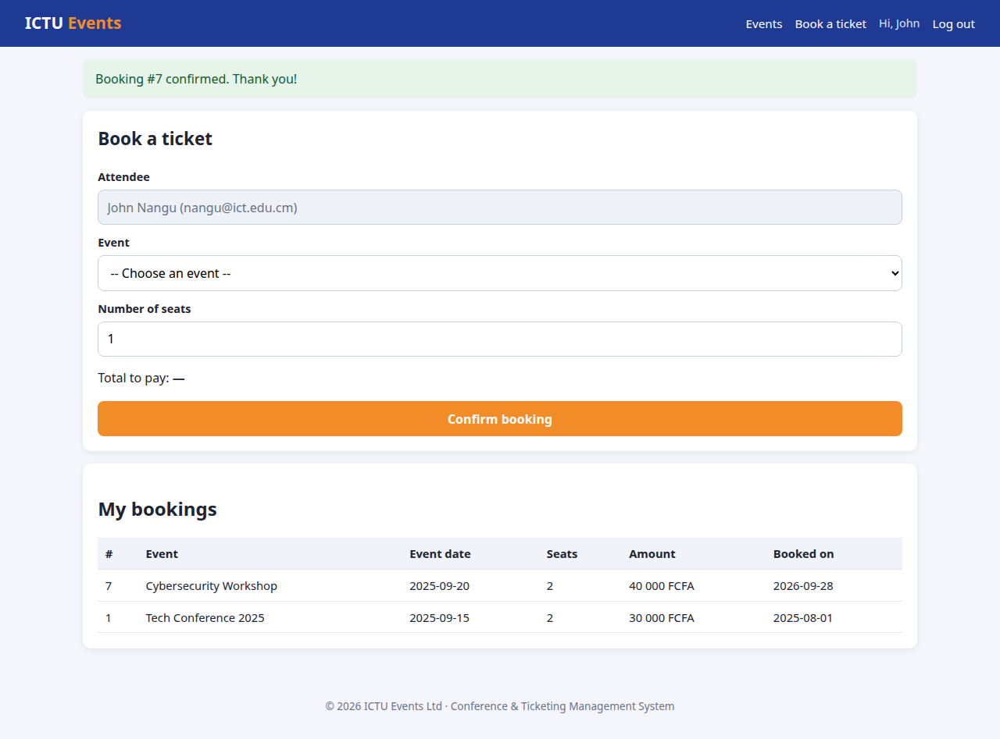 ICTU Events
Events Book a ticket Hi, John Log out
Booking #7 confirmed. Thank you!
Book a ticket
Attendee
John Nangu (nangu@ict.edu.cm)
Event
-- Choose an event --
Number of seats
1
Total to pay: —
Confirm booking
My bookings
# Event Event date Seats Amount Booked on
7 Cybersecurity Workshop 2025-09-20 2 40 000 FCFA 2026-09-28
1 Tech Conference 2025 2025-09-15 2 30 000 FCFA 2025-08-01
© 2026 ICTU Events Ltd · Conference & Ticketing Management System